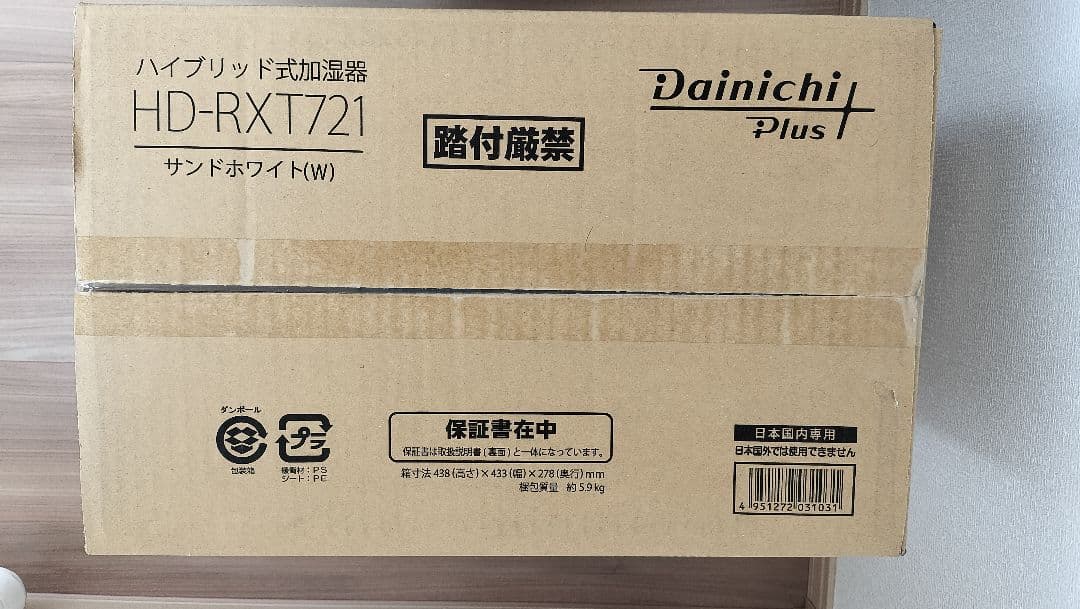 ハイブリッド式加湿器
HD-RXT721
サンドホワイト(W)
踏付厳禁
Dainichi
Plus
ダンボール
包装箱
プラ
緩衝材：PS
シート：PE
保証書在中
保証書は取扱説明書(裏面)と一体になっています。
箱寸法 438(高さ)×433(幅)×278(奥行)mm
梱包質量 約5.9kg
日本国内専用
日本国外では使用できません
4 951272 031031